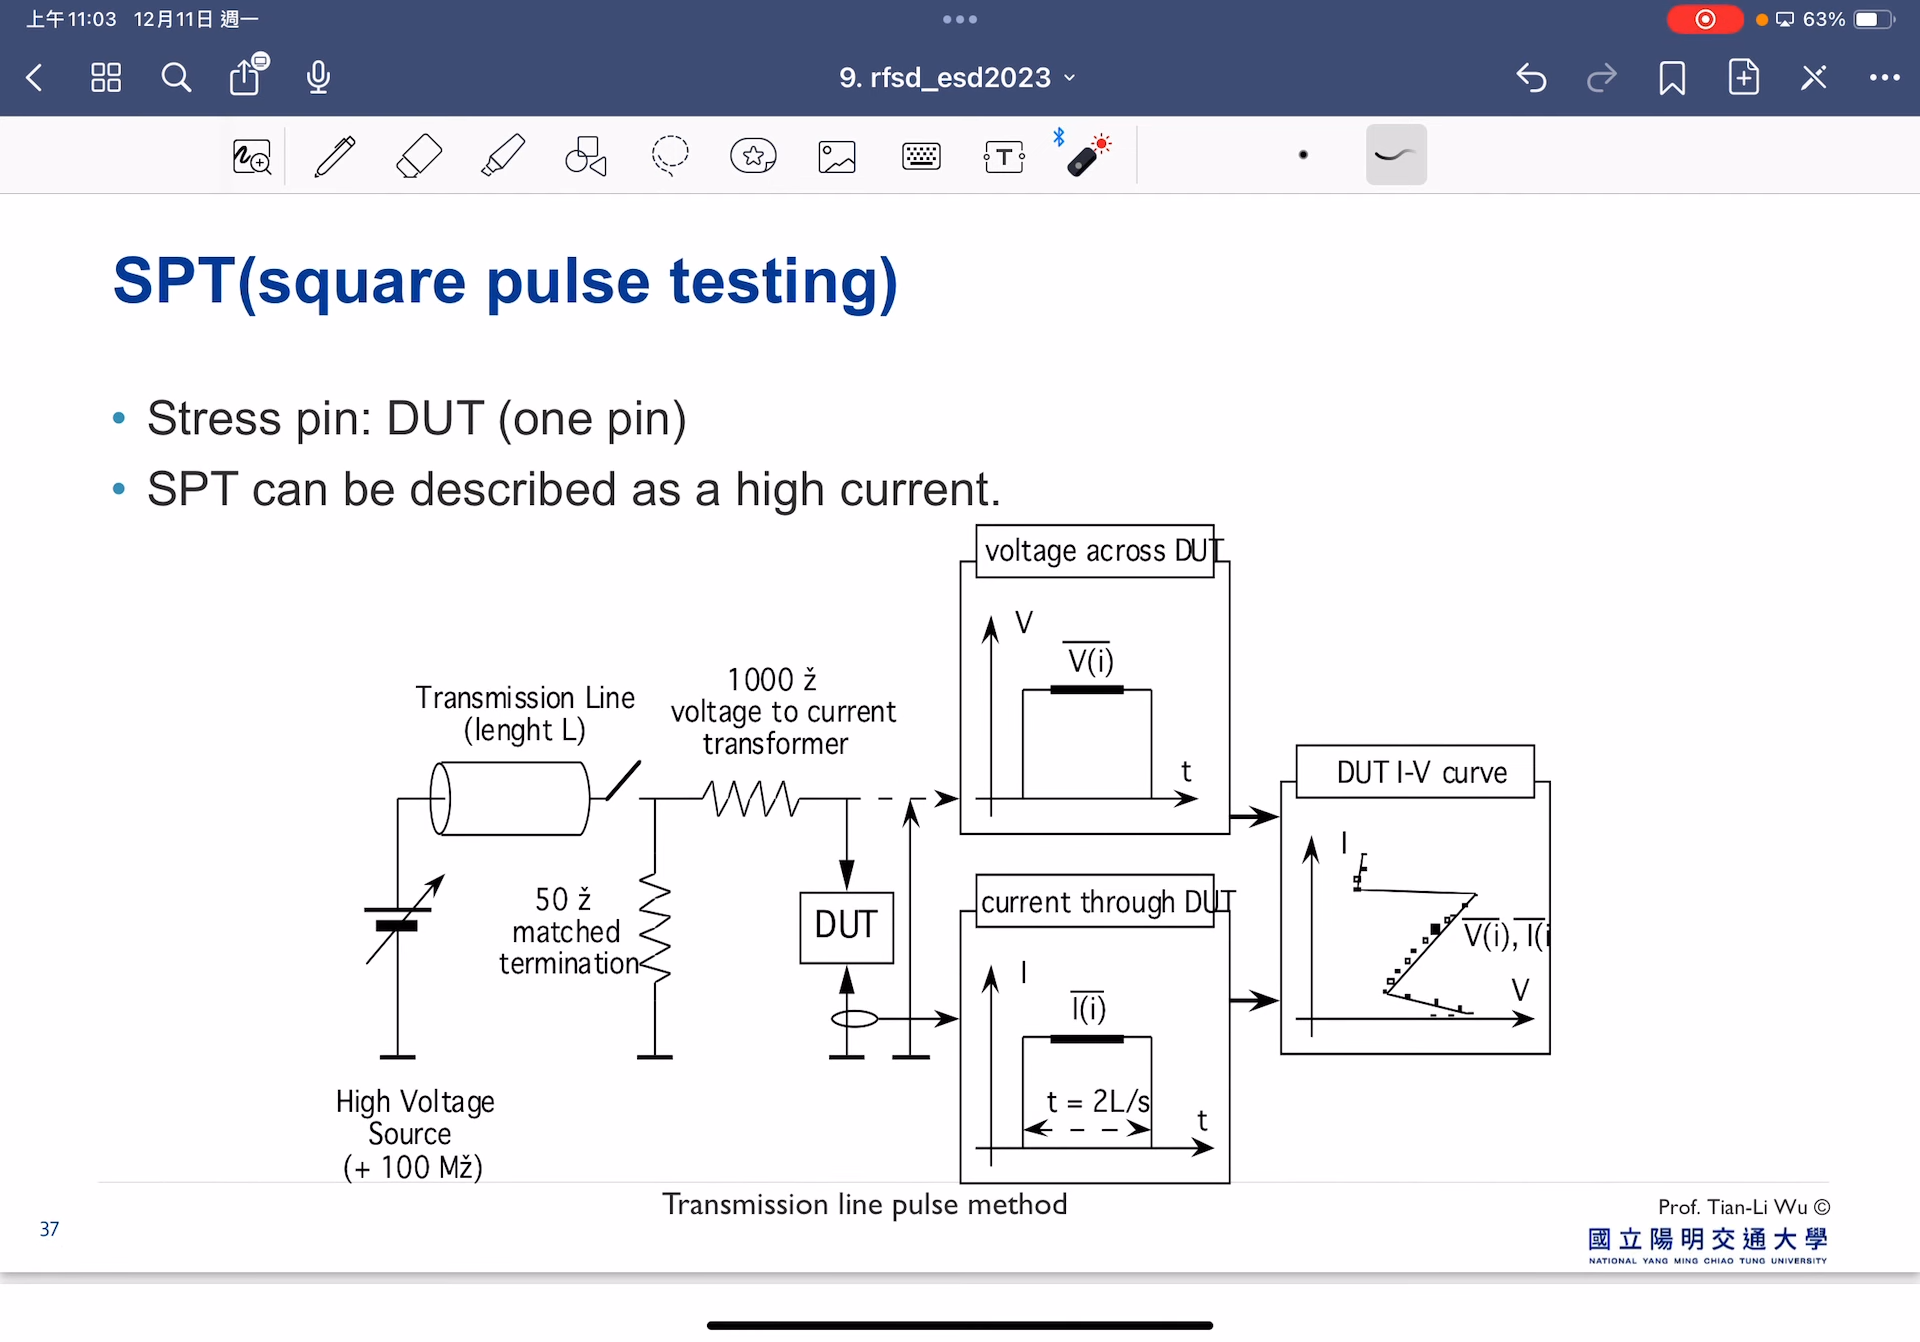 上午11:03 12月11日 週一
63%
9. rfsd_esd2023
SPT(square pulse testing)
• Stress pin: DUT (one pin)
• SPT can be described as a high current.
voltage across DUT
V
V(i)
t
Transmission Line
(lenght L)
1000 ž
voltage to current
transformer
DUT I-V curve
I
V(i), I(i
V
50 ž
matched
termination
DUT
current through DUT
I
I(i)
t = 2L/s
t
High Voltage
Source
(+ 100 Mž)
Transmission line pulse method
37
Prof. Tian-Li Wu ©
國立陽明交通大學
NATIONAL YANG MING CHIAO TUNG UNIVERSITY